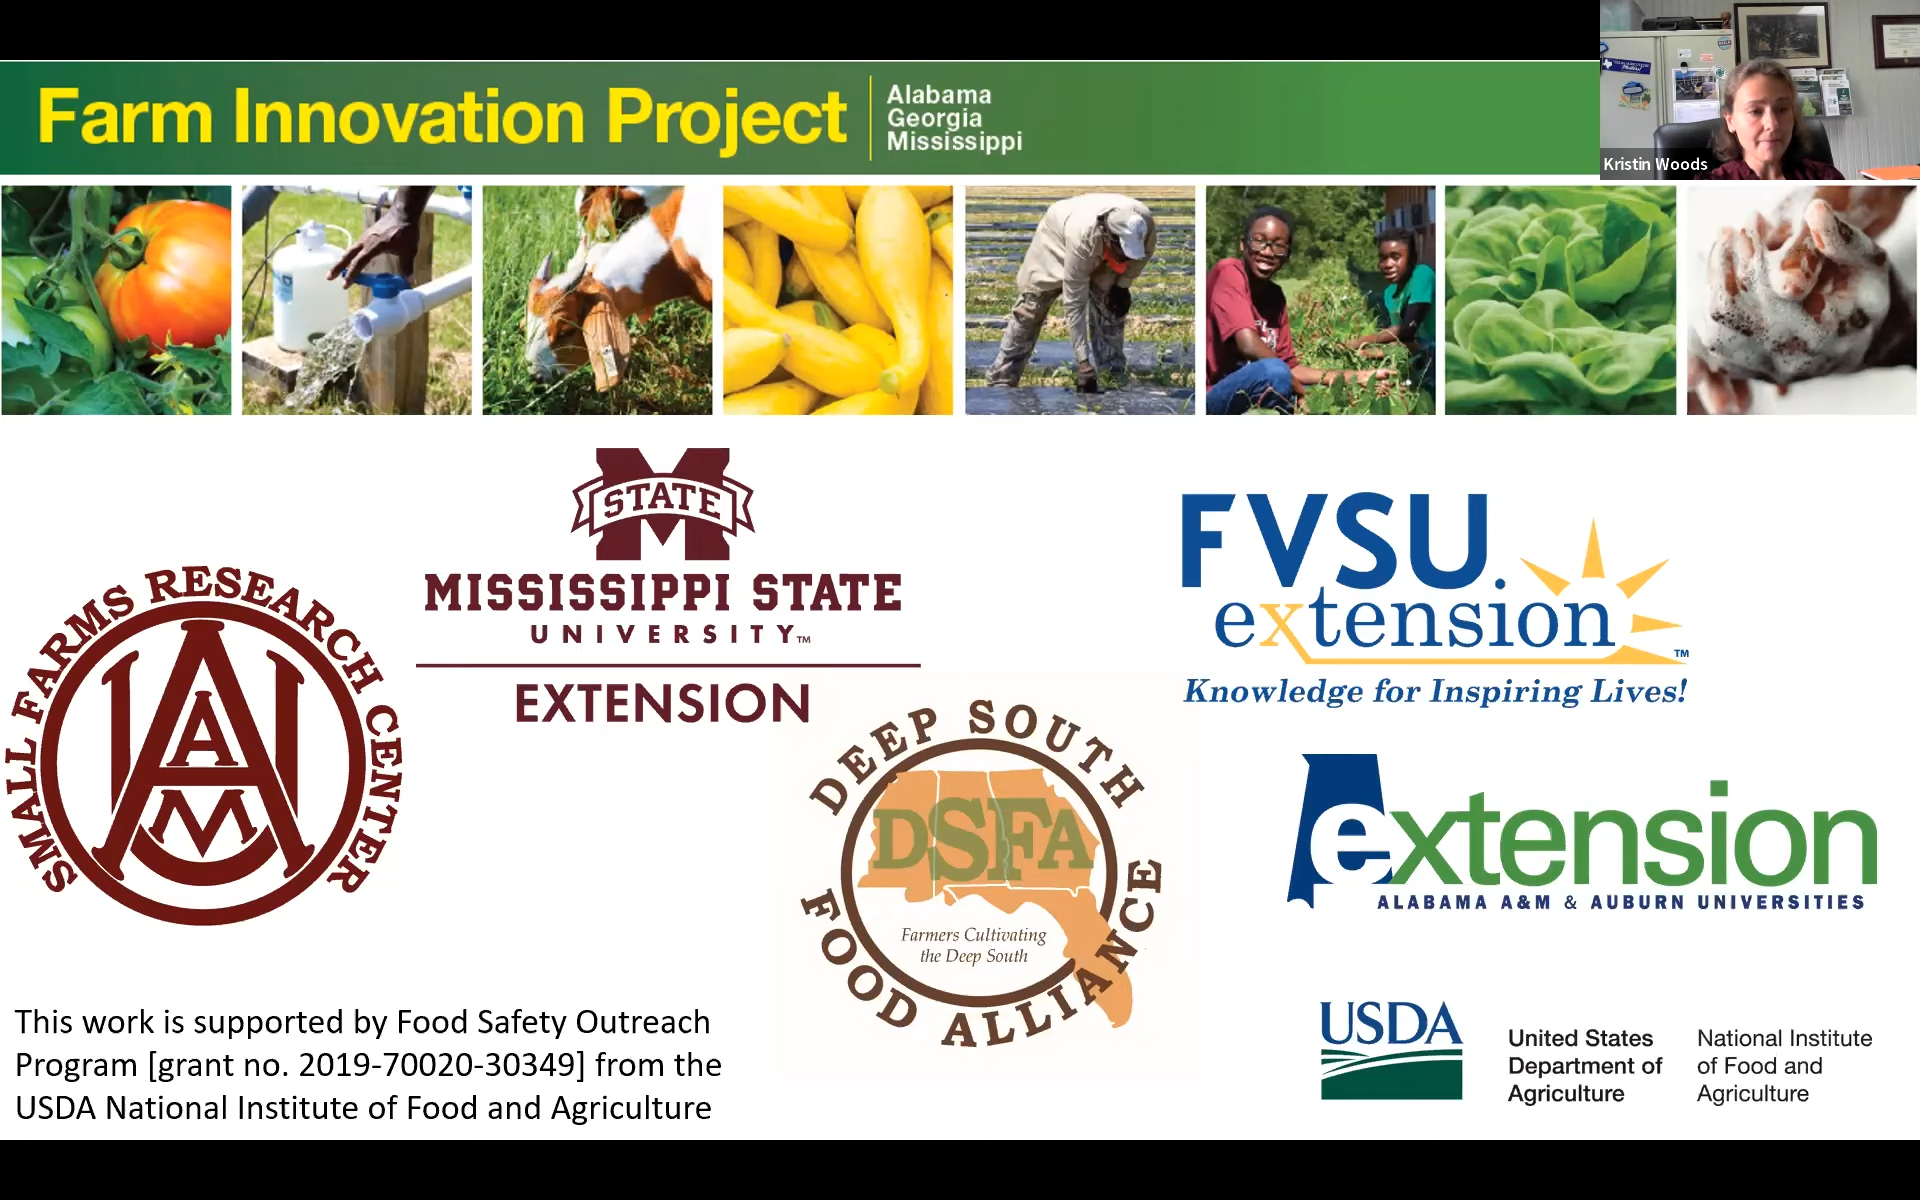 Farm Innovation Project
Alabama
Georgia
Mississippi
Kristin Woods
SMALL FARMS RESEARCH CENTER
AAMU
STATE
MISSISSIPPI STATE
UNIVERSITY™
EXTENSION
FVSU.
extension™
Knowledge for Inspiring Lives!
DEEP SOUTH
DSFA
Farmers Cultivating
the Deep South
FOOD ALLIANCE
extension
ALABAMA A&M & AUBURN UNIVERSITIES
This work is supported by Food Safety Outreach
Program [grant no. 2019-70020-30349] from the
USDA National Institute of Food and Agriculture
USDA
United States
Department of
Agriculture
National Institute
of Food and
Agriculture